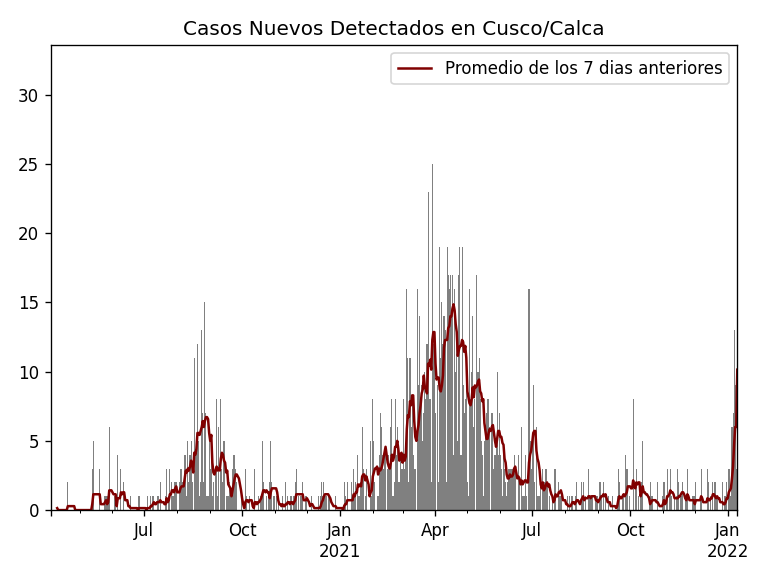 Casos Nuevos Detectados en Cusco/Calca
Promedio de los 7 dias anteriores
30
25
20
15
10
5
0
Jul
Oct
Jan
2021
Apr
Jul
Oct
Jan
2022